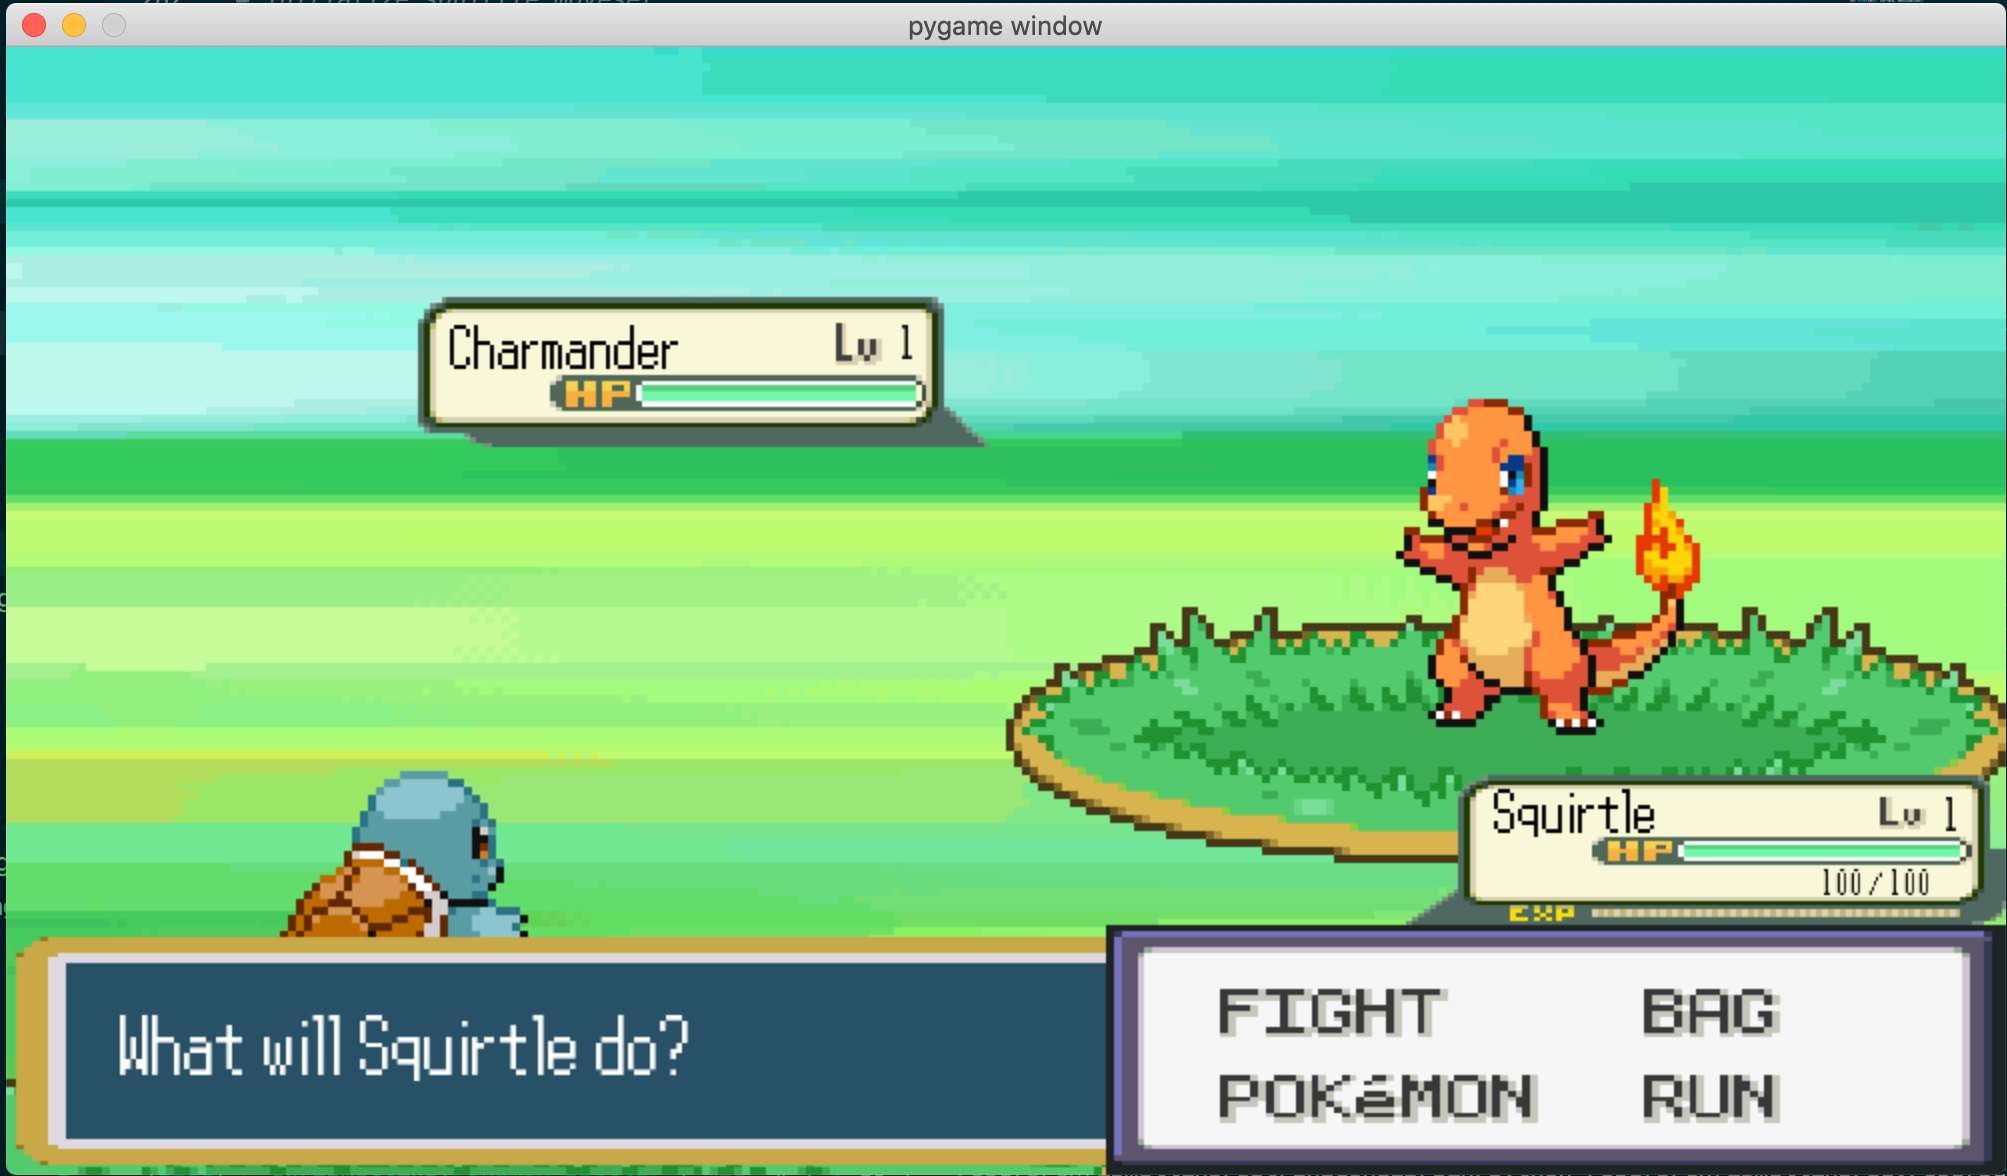 pygame window
Charmander Lv 1
HP
Squirtle Lv 1
HP
100/100
EXP
What will Squirtle do?
FIGHT BAG
POKéMON RUN